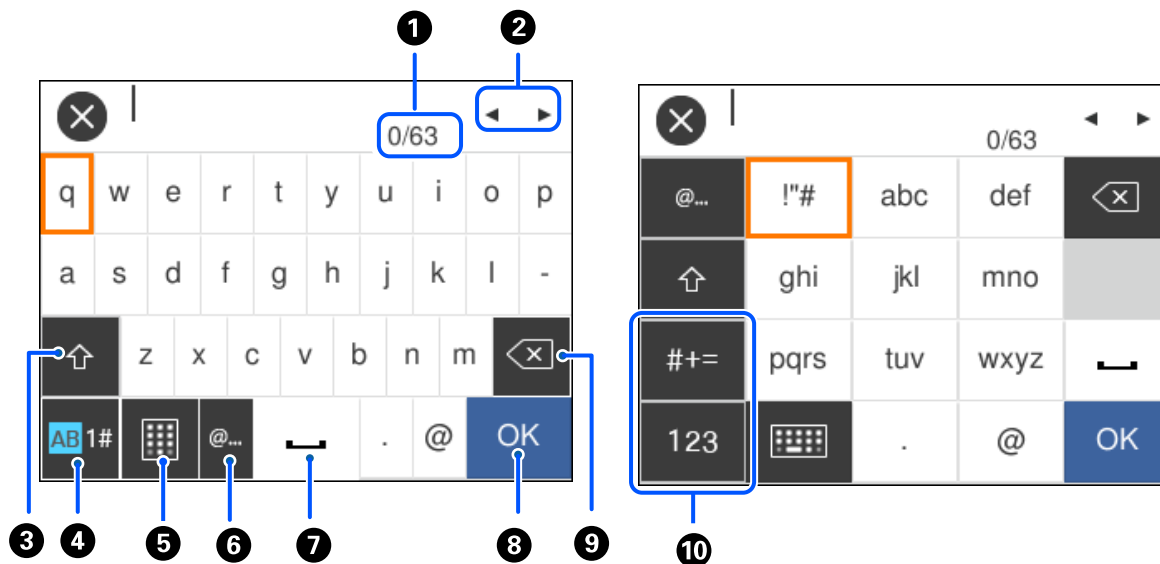 1 2
0/63
q w e r t y u i o p
a s d f g h j k l -
z x c v b n m
AB 1# @... . @ OK
3 4 5 6 7 8 9
0/63
@... !"# abc def
ghi jkl mno
#+= pqrs tuv wxyz
123 . @ OK
10